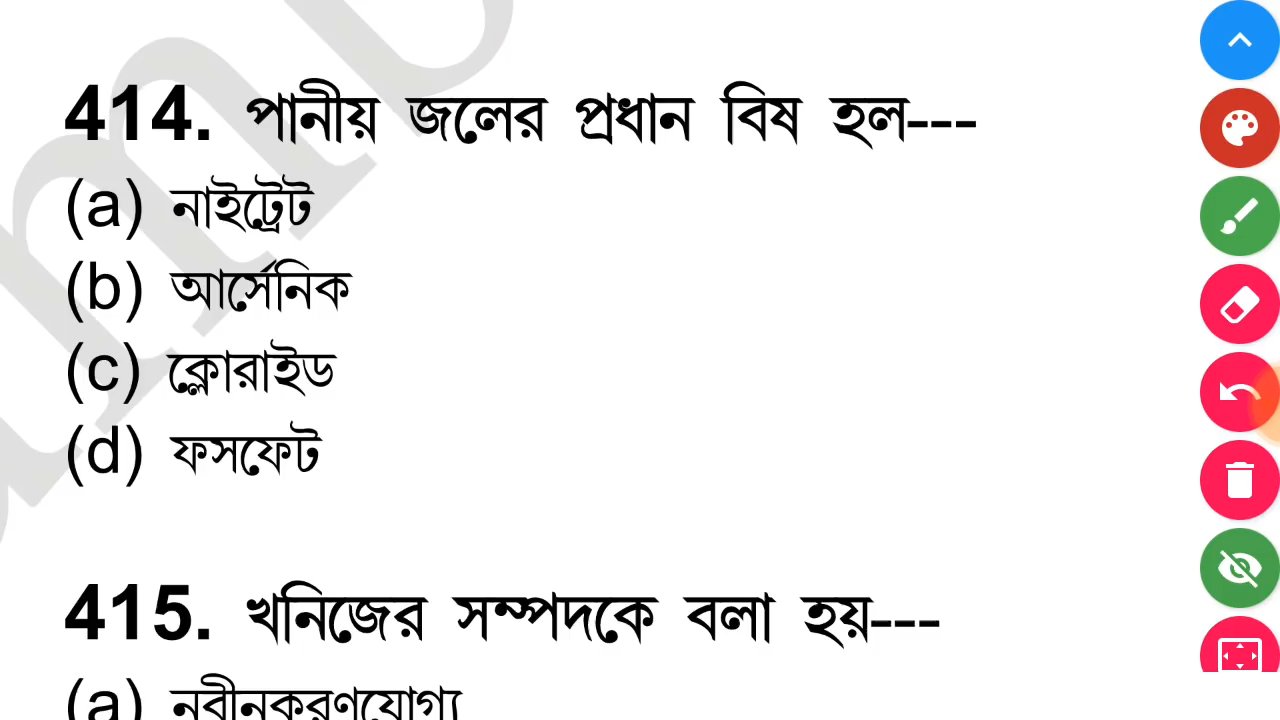 414. পানীয় জলের প্রধান বিষ হল---
(a) নাইট্রেট
(b) আর্সেনিক
(c) ক্লোরাইড
(d) ফসফেট
415. খনিজের সম্পদকে বলা হয়---
(a) নবীনকরণযোগ্য